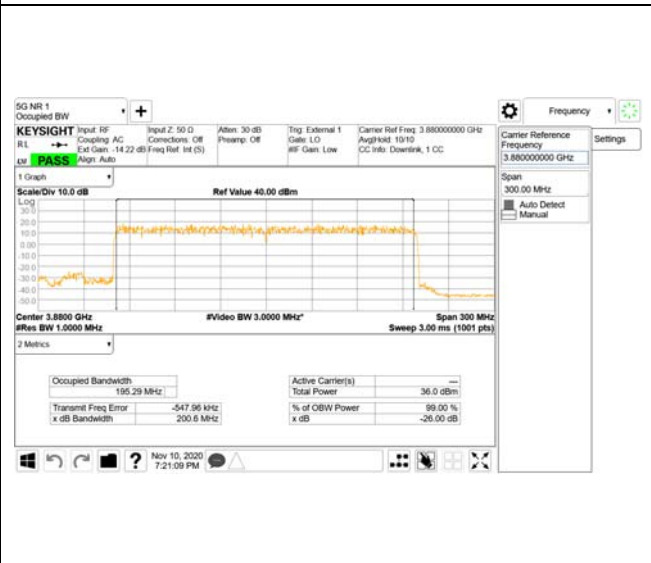 5G NR 1
Occupied BW
+
Frequency
KEYSIGHT
R L
PASS
Input: RF
Coupling: AC
Ext Gain: -14.22 dB
Align: Auto
Input Z: 50 Ω
Corrections: Off
Freq Ref: Int (S)
Atten: 30 dB
Preamp: Off
Trig: External 1
Gate: LO
#IF Gain: Low
Carrier Ref Freq: 3.880000000 GHz
Avg|Hold: 10/10
CC Info: Downlink, 1 CC
Carrier Reference
Frequency
3.880000000 GHz
Settings
Span
300.00 MHz
Auto Detect
Manual
1 Graph
Scale/Div 10.0 dB
Ref Value 40.00 dBm
Log
30.0
20.0
10.0
0.00
-10.0
-20.0
-30.0
-40.0
-50.0
Center 3.8800 GHz
#Video BW 3.0000 MHz*
Span 300 MHz
#Res BW 1.0000 MHz
Sweep 3.00 ms (1001 pts)
2 Metrics
Occupied Bandwidth
195.29 MHz
Active Carrier(s)
---
Total Power
36.0 dBm
Transmit Freq Error
-547.96 kHz
% of OBW Power
99.00 %
x dB Bandwidth
200.6 MHz
x dB
-26.00 dB
?
Nov 10, 2020
7:21:09 PM